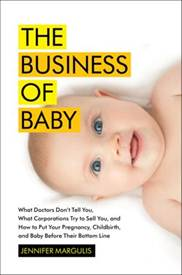 THE
BUSINESS
OF
BABY
What Doctors Don't Tell You,
What Corporations Try to Sell You, and
How to Put Your Pregnancy, Childbirth,
and Baby Before Their Bottom Line
JENNIFER MARGULIS